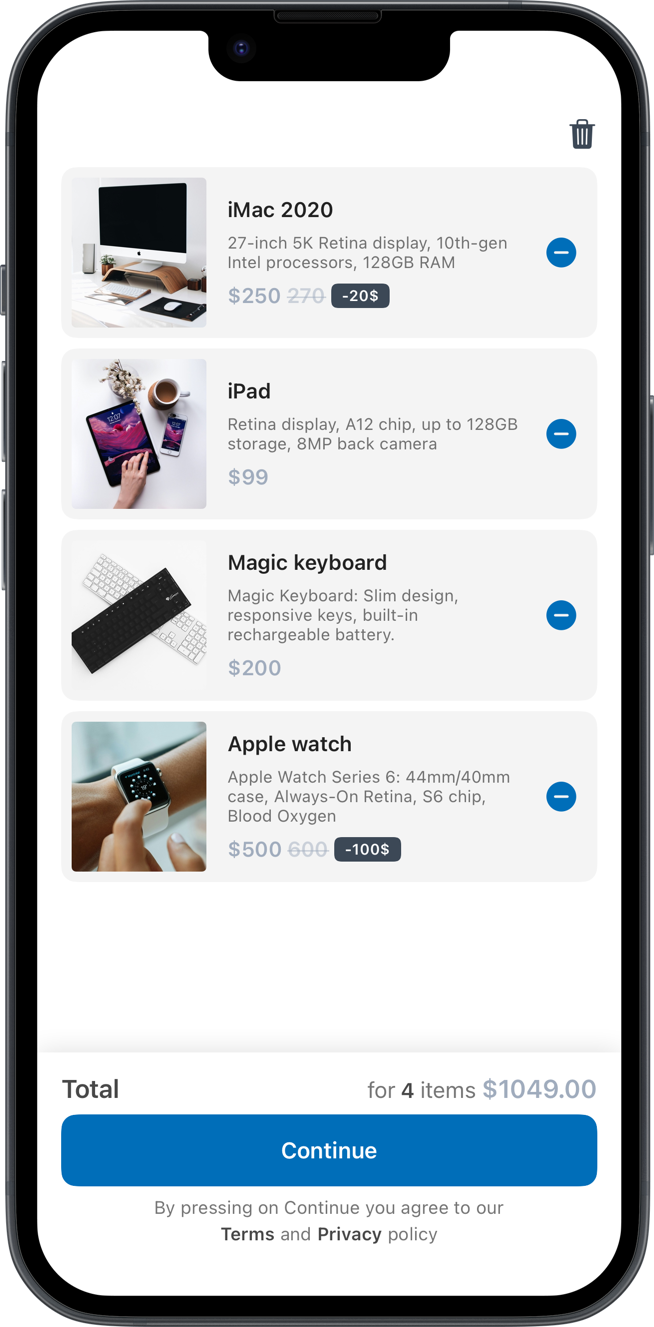 iMac 2020
27-inch 5K Retina display, 10th-gen
Intel processors, 128GB RAM
$250 270 -20$
iPad
Retina display, A12 chip, up to 128GB
storage, 8MP back camera
$99
Magic keyboard
Magic Keyboard: Slim design,
responsive keys, built-in
rechargeable battery.
$200
Apple watch
Apple Watch Series 6: 44mm/40mm
case, Always-On Retina, S6 chip,
Blood Oxygen
$500 600 -100$
Total for 4 items $1049.00
Continue
By pressing on Continue you agree to our
Terms and Privacy policy